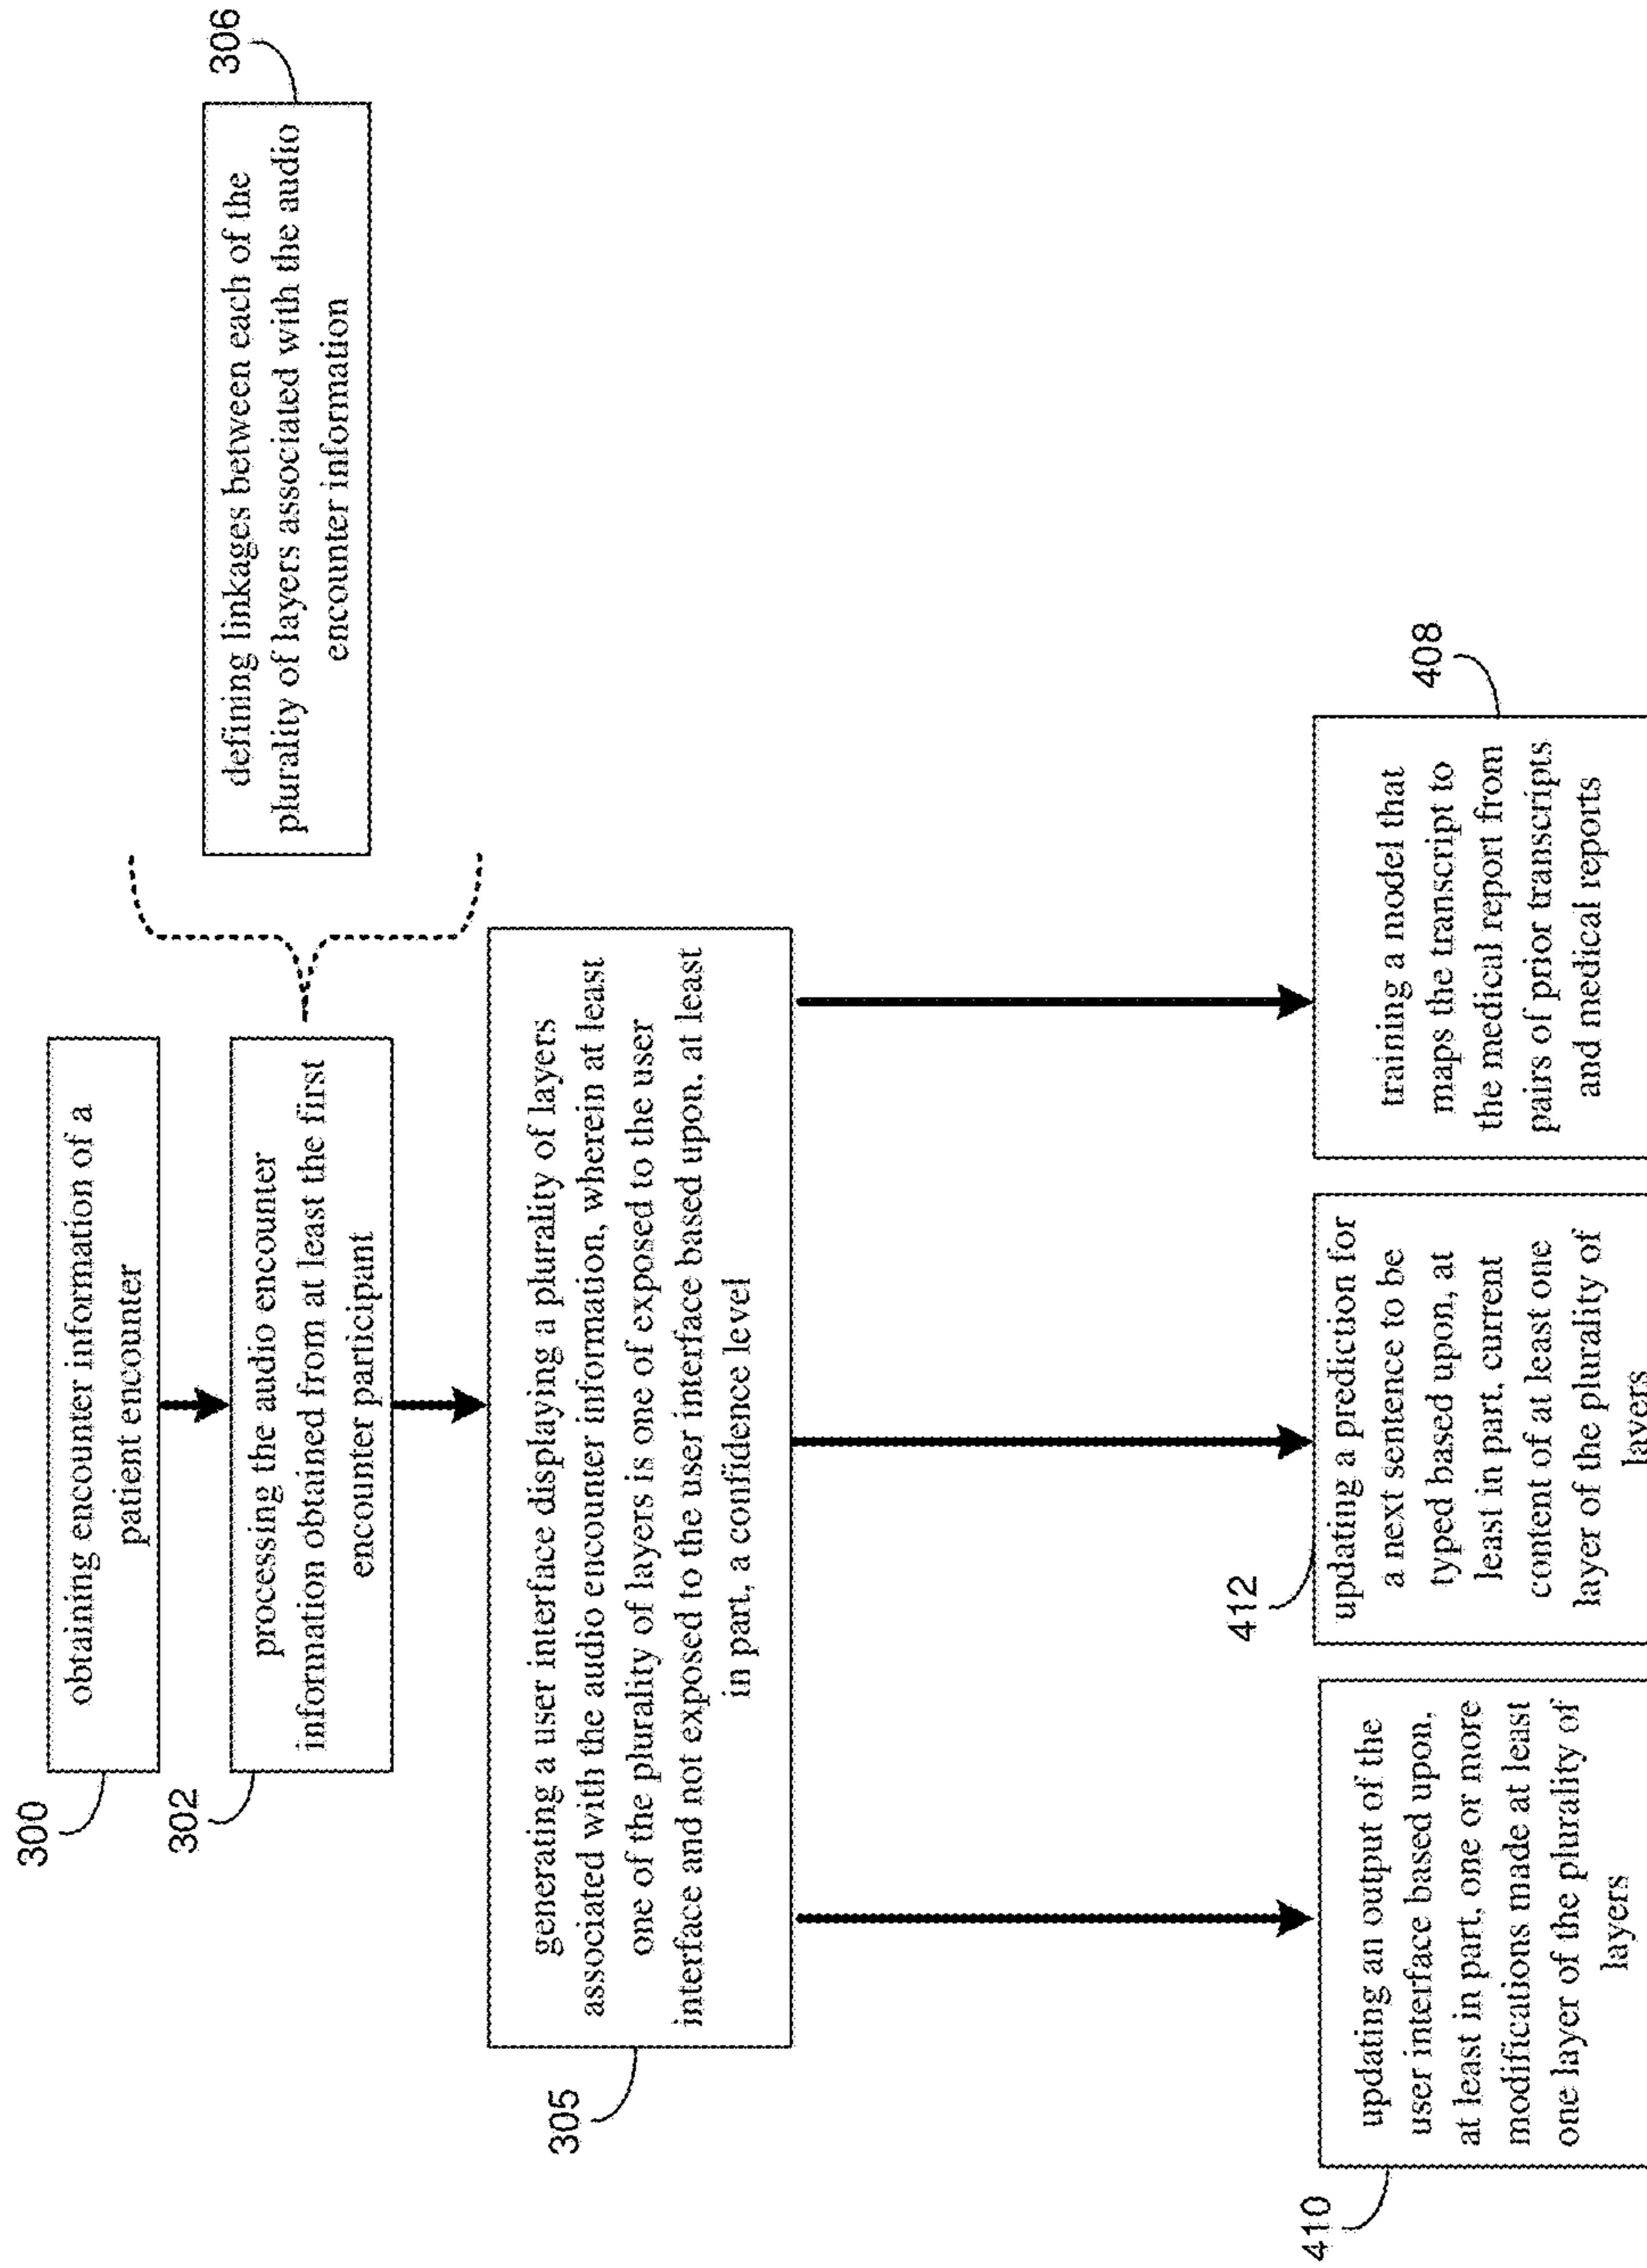 300
obtaining encounter information of a
patient encounter
302
processing the audio encounter
information obtained from at least the first
encounter participant
306
defining linkages between each of the
plurality of layers associated with the audio
encounter information
305
generating a user interface displaying a plurality of layers
associated with the audio encounter information, wherein at least
one of the plurality of layers is one of exposed to the user
interface and not exposed to the user interface based upon, at least
in part, a confidence level
410
updating an output of the
user interface based upon,
at least in part, one or more
modifications made at least
one layer of the plurality of
layers
412
updating a prediction for
a next sentence to be
typed based upon, at
least in part, current
content of at least one
layer of the plurality of
layers
408
training a model that
maps the transcript to
the medical report from
pairs of prior transcripts
and medical reports